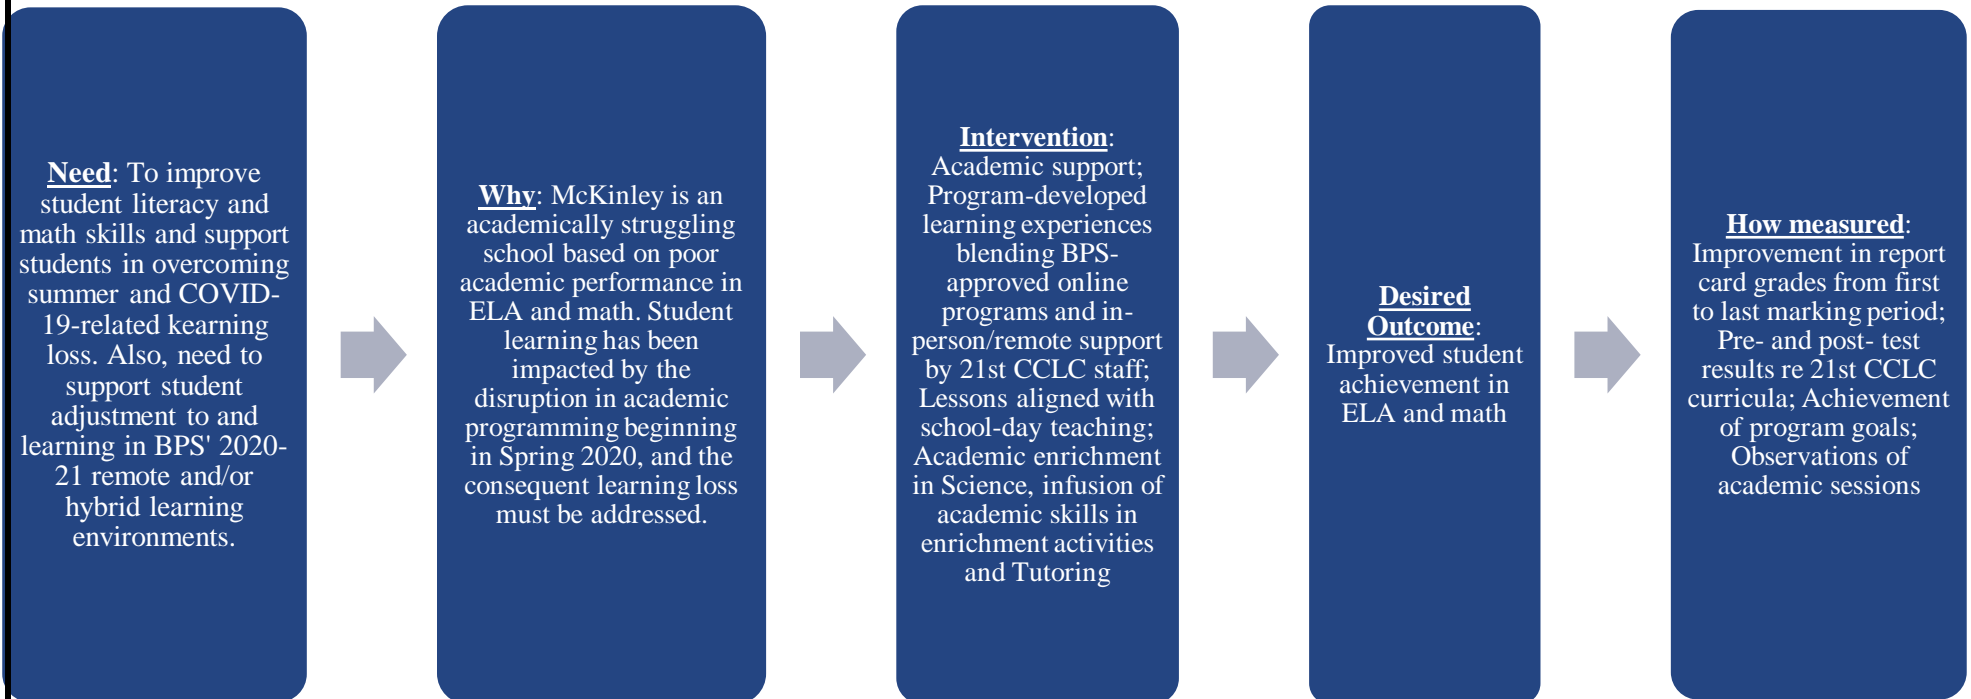 Need: To improve
student literacy and
math skills and support
students in overcoming
summer and COVID-
19-related kearning
loss. Also, need to
support student
adjustment to and
learning in BPS' 2020-
21 remote and/or
hybrid learning
environments.
Why: McKinley is an
academically struggling
school based on poor
academic performance in
ELA and math. Student
learning has been
impacted by the
disruption in academic
programming beginning
in Spring 2020, and the
consequent learning loss
must be addressed.
Intervention:
Academic support;
Program-developed
learning experiences
blending BPS-
approved online
programs and in-
person/remote support
by 21st CCLC staff;
Lessons aligned with
school-day teaching;
Academic enrichment
in Science, infusion of
academic skills in
enrichment activities
and Tutoring
Desired
Outcome:
Improved student
achievement in
ELA and math
How measured:
Improvement in report
card grades from first
to last marking period;
Pre- and post- test
results re 21st CCLC
curricula; Achievement
of program goals;
Observations of
academic sessions